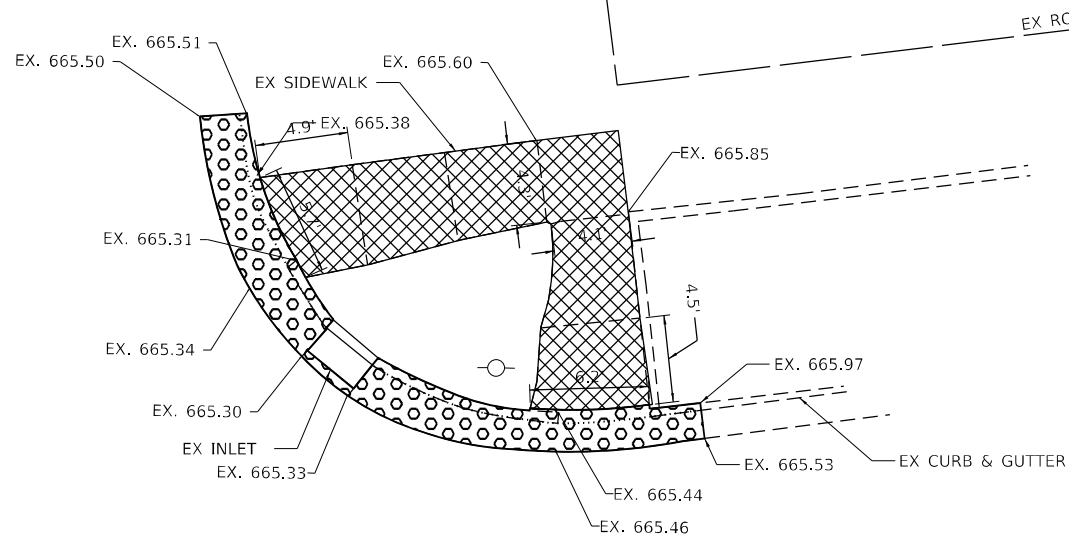 EX RO
EX. 665.51
EX. 665.50
EX. 665.60
EX SIDEWALK
4.9'
EX. 665.38
EX. 665.85
4.3'
5.7'
EX. 665.31
4.1'
4.5'
EX. 665.34
EX. 665.97
6.2'
EX. 665.30
EX INLET
EX. 665.33
EX. 665.53
EX CURB & GUTTER
EX. 665.44
EX. 665.46